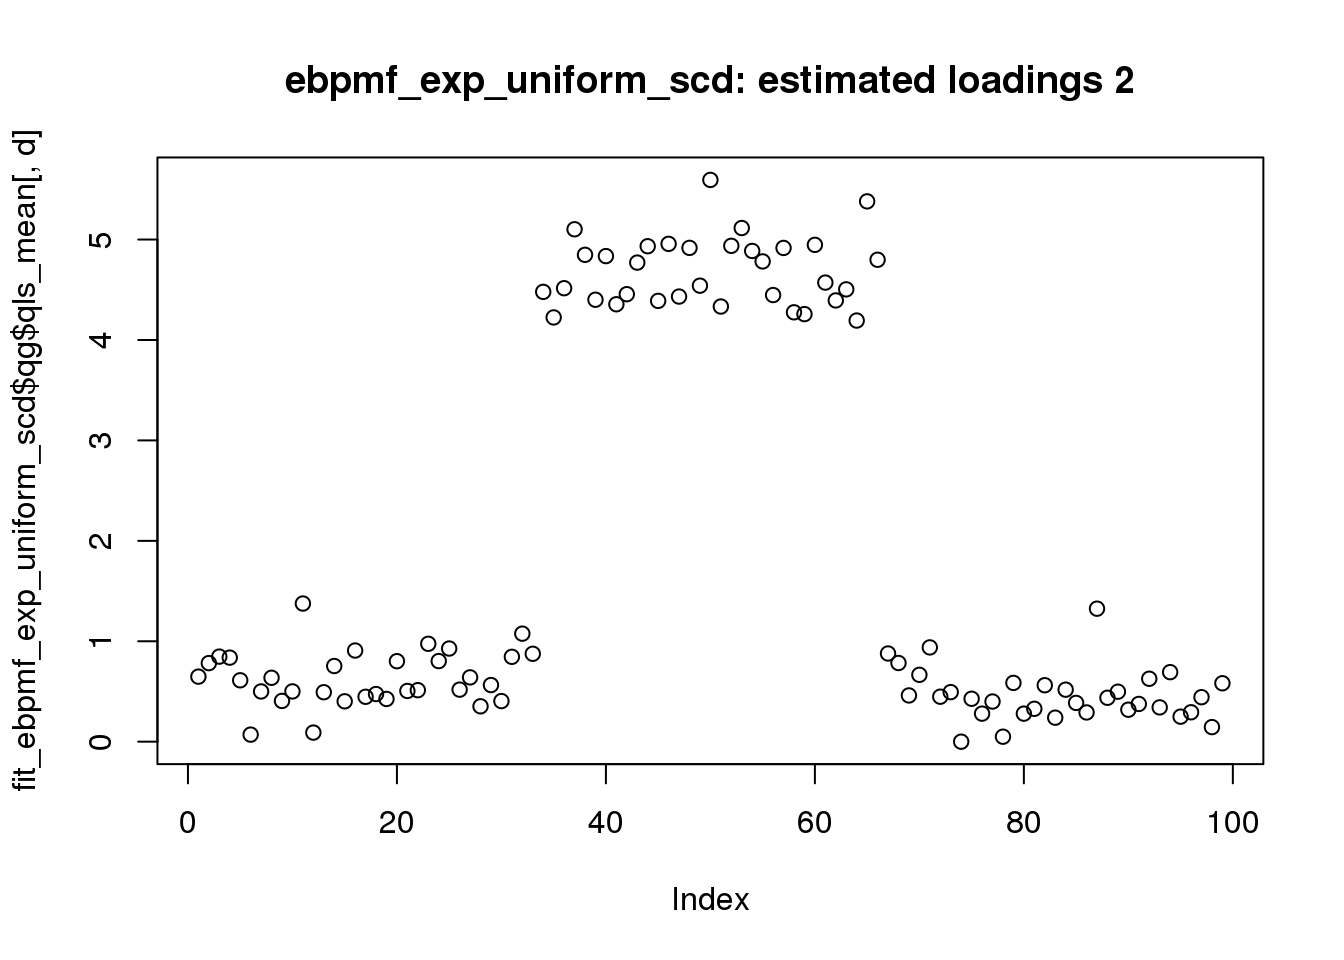 ebpmf_exp_uniform_scd: estimated loadings 2
fit_ebpmf_exp_uniform_scd$qg$qls_mean[, d]
5
4
3
2
1
0
0 20 40 60 80 100
Index